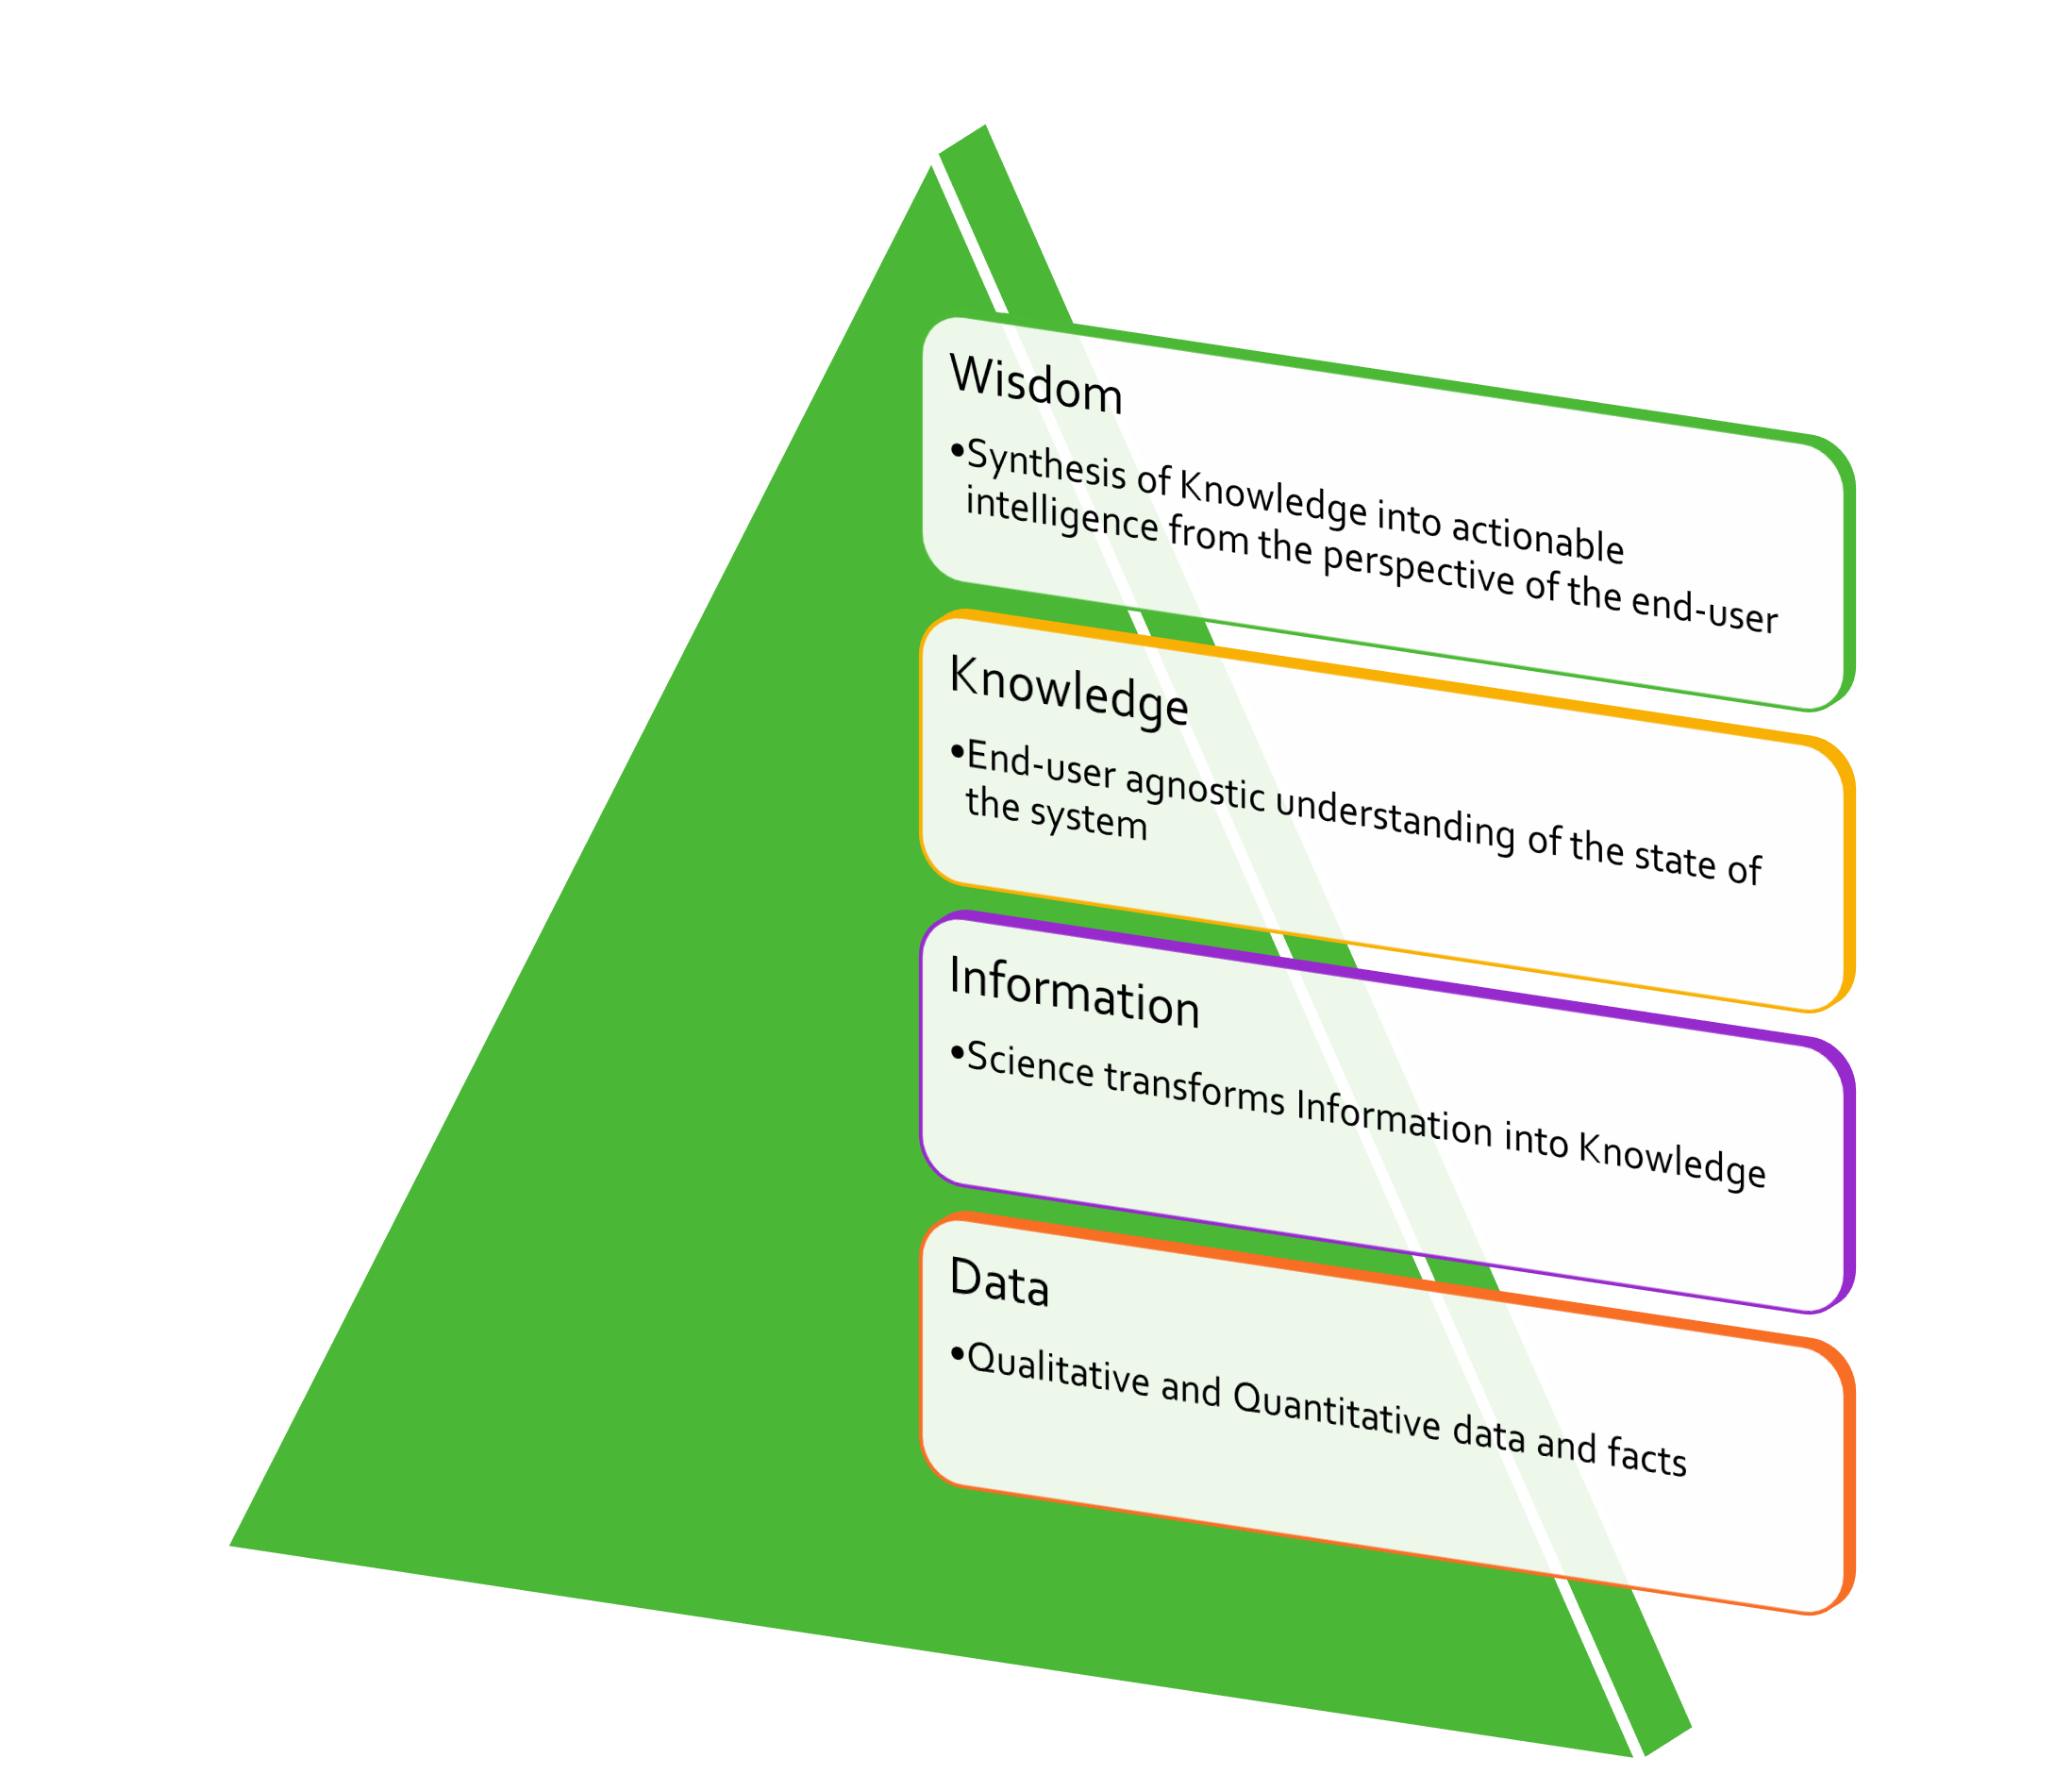 Wisdom
•Synthesis of Knowledge into actionable
intelligence from the perspective of the end-user
Knowledge
•End-user agnostic understanding of the state of
the system
Information
•Science transforms Information into Knowledge
Data
•Qualitative and Quantitative data and facts